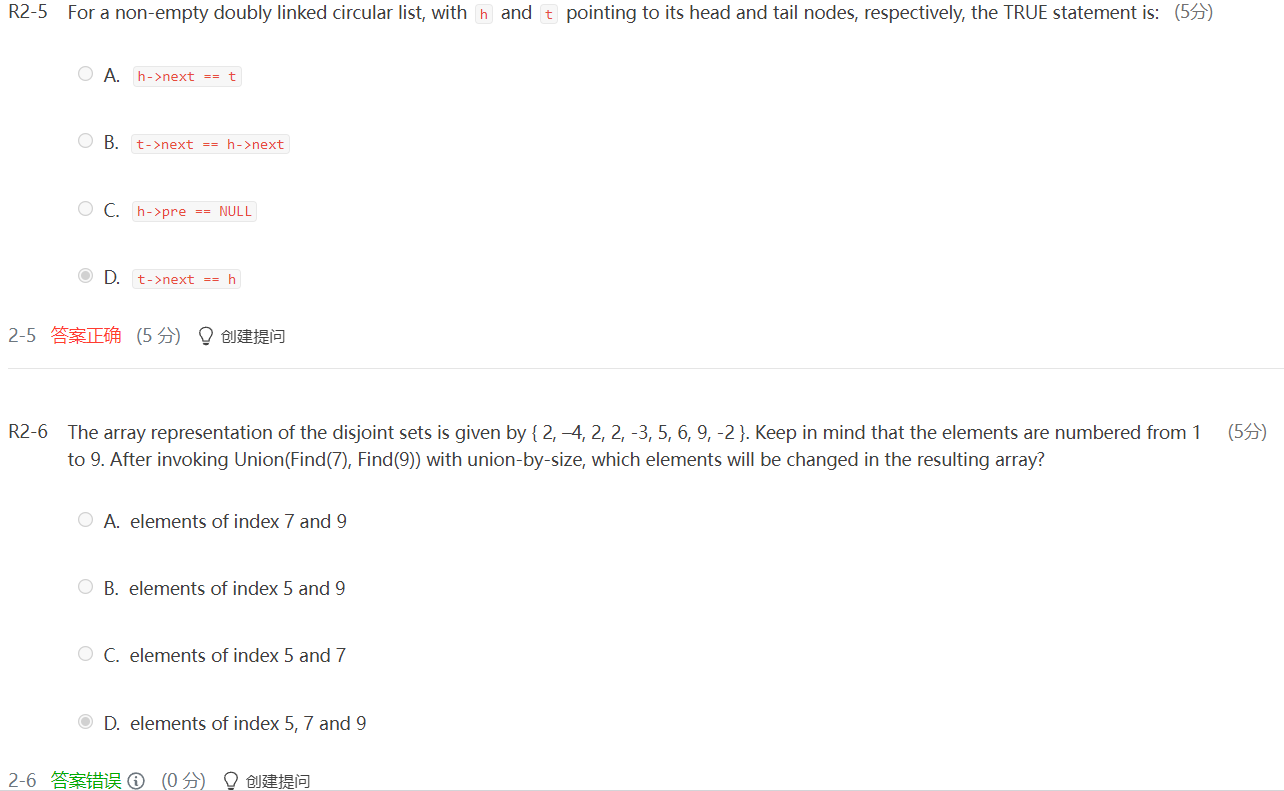 R2-5 For a non-empty doubly linked circular list, with h and t pointing to its head and tail nodes, respectively, the TRUE statement is: (5分)
A. h->next == t
B. t->next == h->next
C. h->pre == NULL
D. t->next == h
2-5 答案正确 (5 分) 创建提问
R2-6 The array representation of the disjoint sets is given by { 2, –4, 2, 2, -3, 5, 6, 9, -2 }. Keep in mind that the elements are numbered from 1 (5分)
to 9. After invoking Union(Find(7), Find(9)) with union-by-size, which elements will be changed in the resulting array?
A. elements of index 7 and 9
B. elements of index 5 and 9
C. elements of index 5 and 7
D. elements of index 5, 7 and 9
2-6 答案错误 (0 分) 创建提问